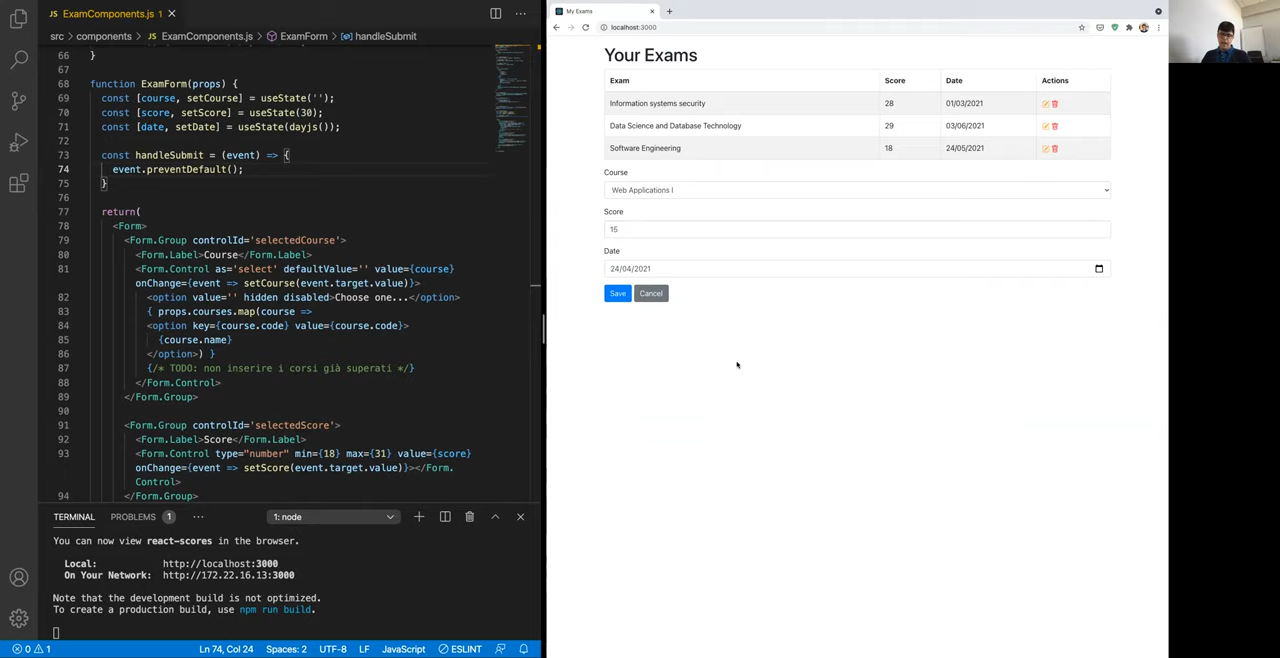 JS ExamComponents.js 1
src components JS ExamComponents.js ExamForm handleSubmit
66 }
67
68 function ExamForm(props) {
69 const [course, setCourse] = useState('');
70 const [score, setScore] = useState(30);
71 const [date, setDate] = useState(dayjs());
72
73 const handleSubmit = (event) => {
74 event.preventDefault();
75 }
76
77 return(
78 <Form>
79 <Form.Group controlId='selectedCourse'>
80 <Form.Label>Course</Form.Label>
81 <Form.Control as='select' defaultValue='' value={course}
onChange={event => setCourse(event.target.value)}>
82 <option value='' hidden disabled>Choose one...</option>
83 { props.courses.map(course =>
84 <option key={course.code} value={course.code}>
85 {course.name}
86 </option>) }
87 {/* TODO: non inserire i corsi già superati */}
88 </Form.Control>
89 </Form.Group>
90
91 <Form.Group controlId='selectedScore'>
92 <Form.Label>Score</Form.Label>
93 <Form.Control type="number" min={18} max={31} value={score}
onChange={event => setScore(event.target.value)}></Form.
Control>
94 </Form.Group>
TERMINAL PROBLEMS 1 ... 1: node
You can now view react-scores in the browser.
Local: http://localhost:3000
On Your Network: http://172.22.16.13:3000
Note that the development build is not optimized.
To create a production build, use npm run build.
0 1 Ln 74, Col 24 Spaces: 2 UTF-8 LF JavaScript ESLINT
My Exams
localhost:3000
Your Exams
Exam Score Date Actions
Information systems security 28 01/03/2021
Data Science and Database Technology 29 03/06/2021
Software Engineering 18 24/05/2021
Course
Web Applications I
Score
15
Date
24/04/2021
Save Cancel